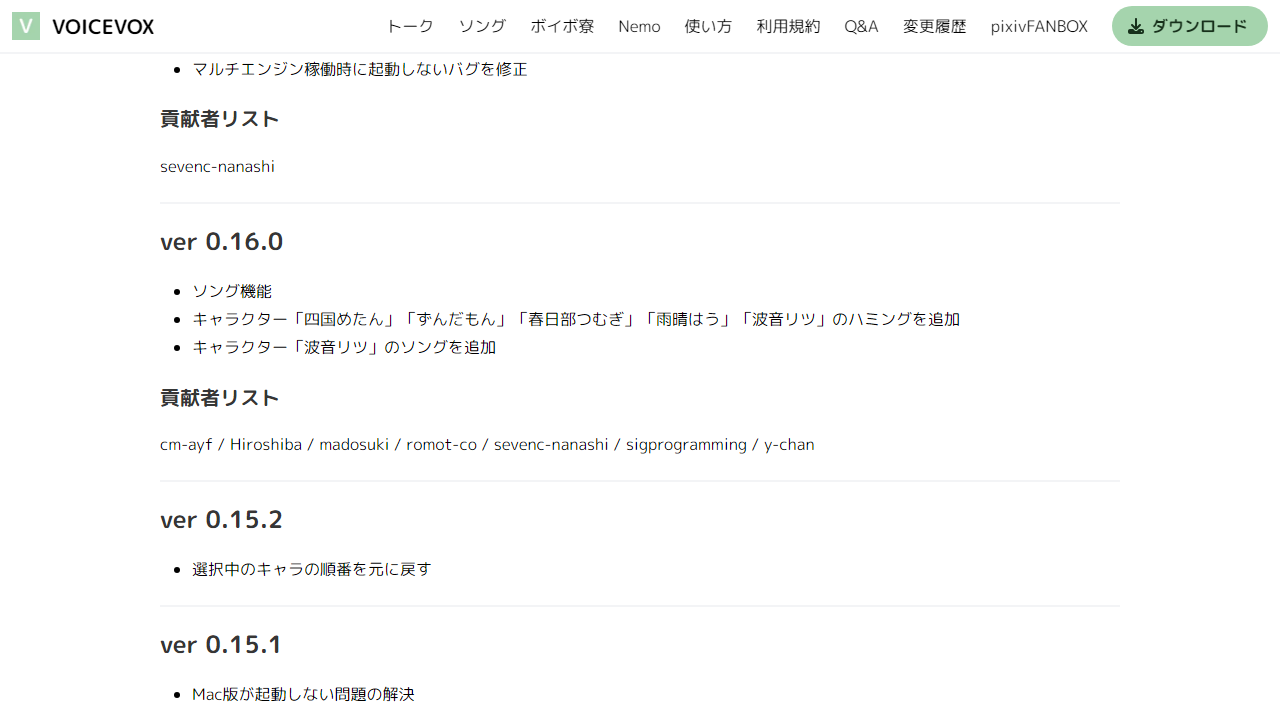 V VOICEVOX トーク ソング ボイボ寮 Nemo 使い方 利用規約 Q&A 変更履歴 pixivFANBOX ダウンロード
マルチエンジン稼働時に起動しないバグを修正
貢献者リスト
sevenc-nanashi
ver 0.16.0
ソング機能
キャラクター「四国めたん」「ずんだもん」「春日部つむぎ」「雨晴はう」「波音リツ」のハミングを追加
キャラクター「波音リツ」のソングを追加
貢献者リスト
cm-ayf / Hiroshiba / madosuki / romot-co / sevenc-nanashi / sigprogramming / y-chan
ver 0.15.2
選択中のキャラの順番を元に戻す
ver 0.15.1
Mac版が起動しない問題の解決